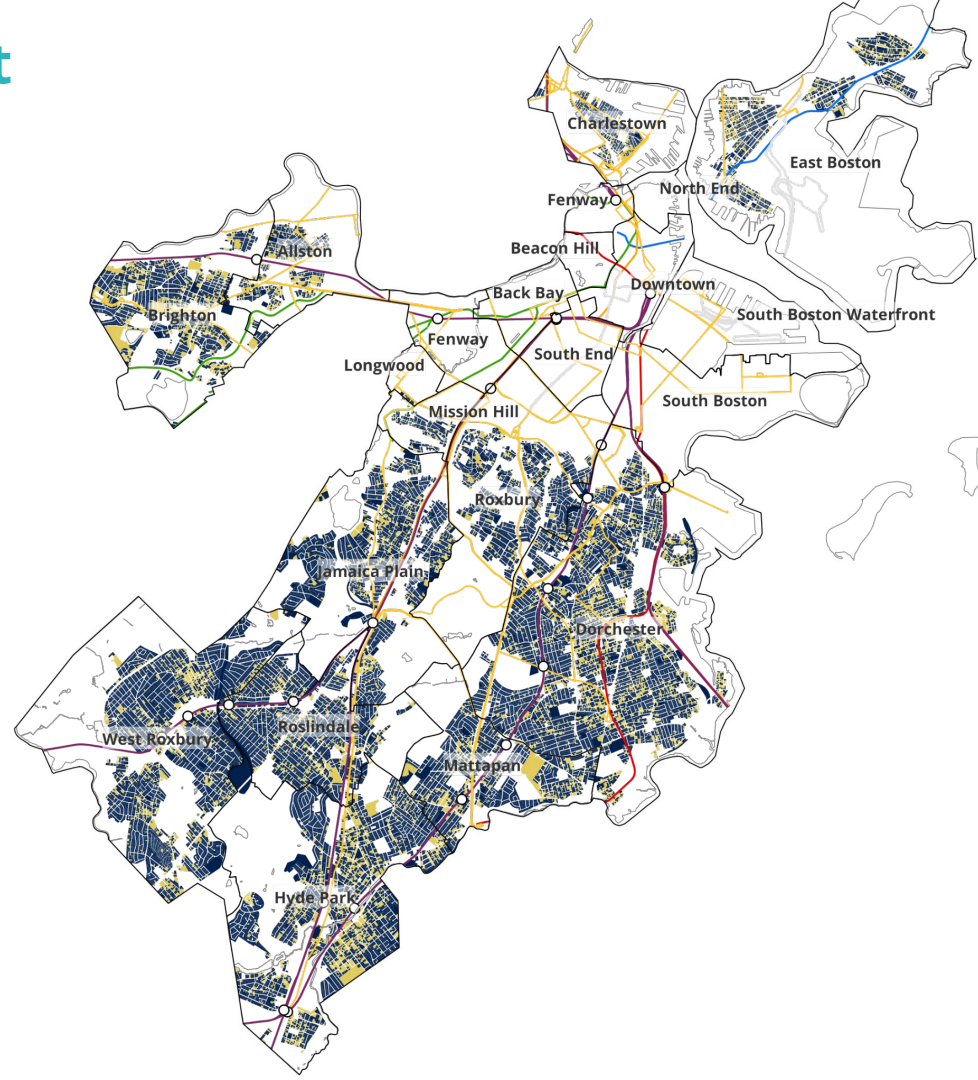 t
Charlestown
East Boston
North End
Fenway
Beacon Hill
Allston
Downtown
Back Bay
Brighton
South Boston Waterfront
Fenway
South End
Longwood
South Boston
Mission Hill
Roxbury
Jamaica Plain
Dorchester
Roslindale
West Roxbury
Mattapan
Hyde Park